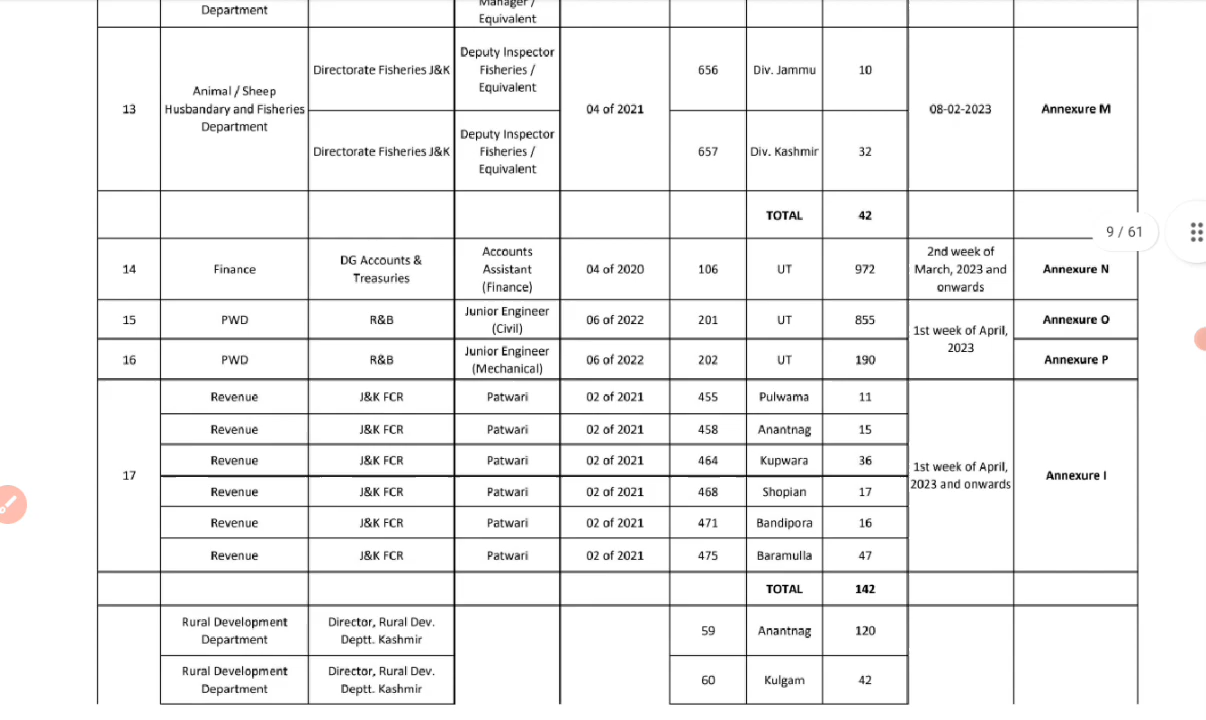 Department
Manager /
Equivalent
13
Animal / Sheep
Husbandary and Fisheries
Department
Directorate Fisheries J&K
Deputy Inspector
Fisheries /
Equivalent
04 of 2021
656
Div. Jammu
10
08-02-2023
Annexure M
Directorate Fisheries J&K
Deputy Inspector
Fisheries /
Equivalent
657
Div. Kashmir
32
TOTAL
42
9 / 61
14
Finance
DG Accounts &
Treasuries
Accounts
Assistant
(Finance)
04 of 2020
106
UT
972
2nd week of
March, 2023 and
onwards
Annexure N
15
PWD
R&B
Junior Engineer
(Civil)
06 of 2022
201
UT
855
1st week of April,
2023
Annexure O
16
PWD
R&B
Junior Engineer
(Mechanical)
06 of 2022
202
UT
190
Annexure P
17
Revenue
J&K FCR
Patwari
02 of 2021
455
Pulwama
11
1st week of April,
2023 and onwards
Annexure I
Revenue
J&K FCR
Patwari
02 of 2021
458
Anantnag
15
Revenue
J&K FCR
Patwari
02 of 2021
464
Kupwara
36
Revenue
J&K FCR
Patwari
02 of 2021
468
Shopian
17
Revenue
J&K FCR
Patwari
02 of 2021
471
Bandipora
16
Revenue
J&K FCR
Patwari
02 of 2021
475
Baramulla
47
TOTAL
142
Rural Development
Department
Director, Rural Dev.
Deptt. Kashmir
59
Anantnag
120
Rural Development
Department
Director, Rural Dev.
Deptt. Kashmir
60
Kulgam
42